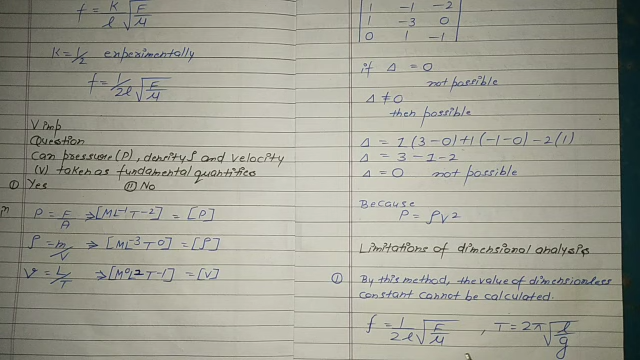 f = K/l √F/μ
K = 1/2 experimentally
f = 1/2l √F/μ
V imp
Question
Can pressure (P), density ρ and velocity
(V) taken as fundamental quantities
① Yes ⑪ No
P = F/A ⇒ [ML-1T-2] = [P]
ρ = m/V ⇒ [ML-3T0] = [ρ]
V = L/T ⇒ [M0L2T-1] = [V]
1 -1 -2
1 -3 0
0 1 -1
if Δ = 0
not possible
Δ ≠ 0
then possible
Δ = 1(3-0)+1(-1-0)-2(1)
Δ = 3-1-2
Δ = 0 not possible
Because
P = ρV2
Limitations of dimensional analysis
① By this method, the value of dimensionless
constant cannot be calculated.
f = 1/2l √F/μ , T = 2π √l/g